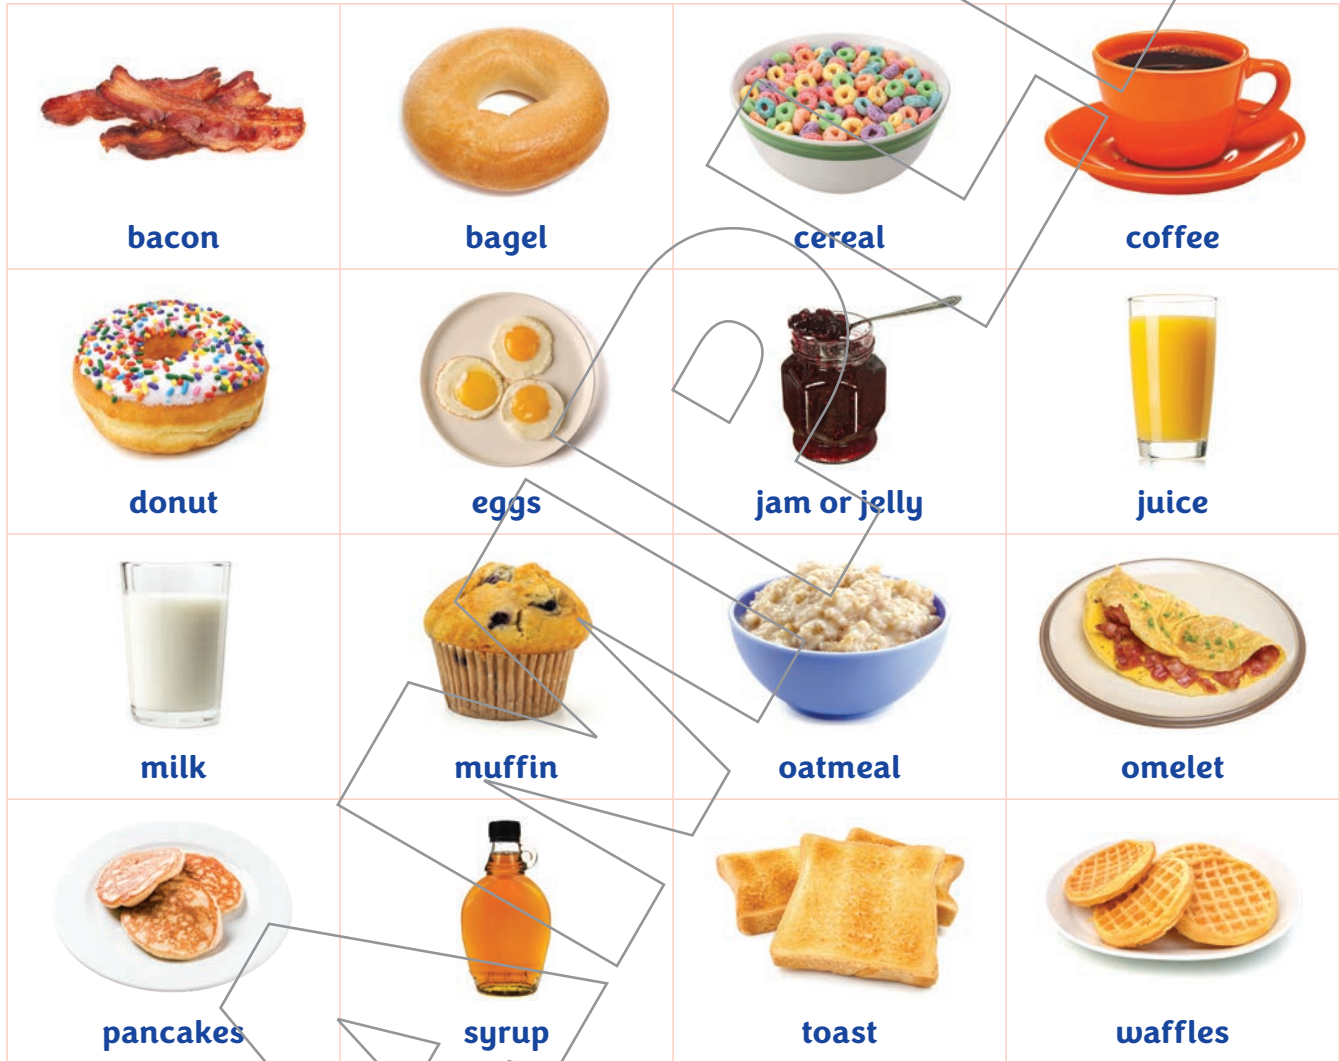 bacon bagel cereal coffee
donut eggs jam or jelly juice
milk muffin oatmeal omelet
pancakes syrup toast waffles